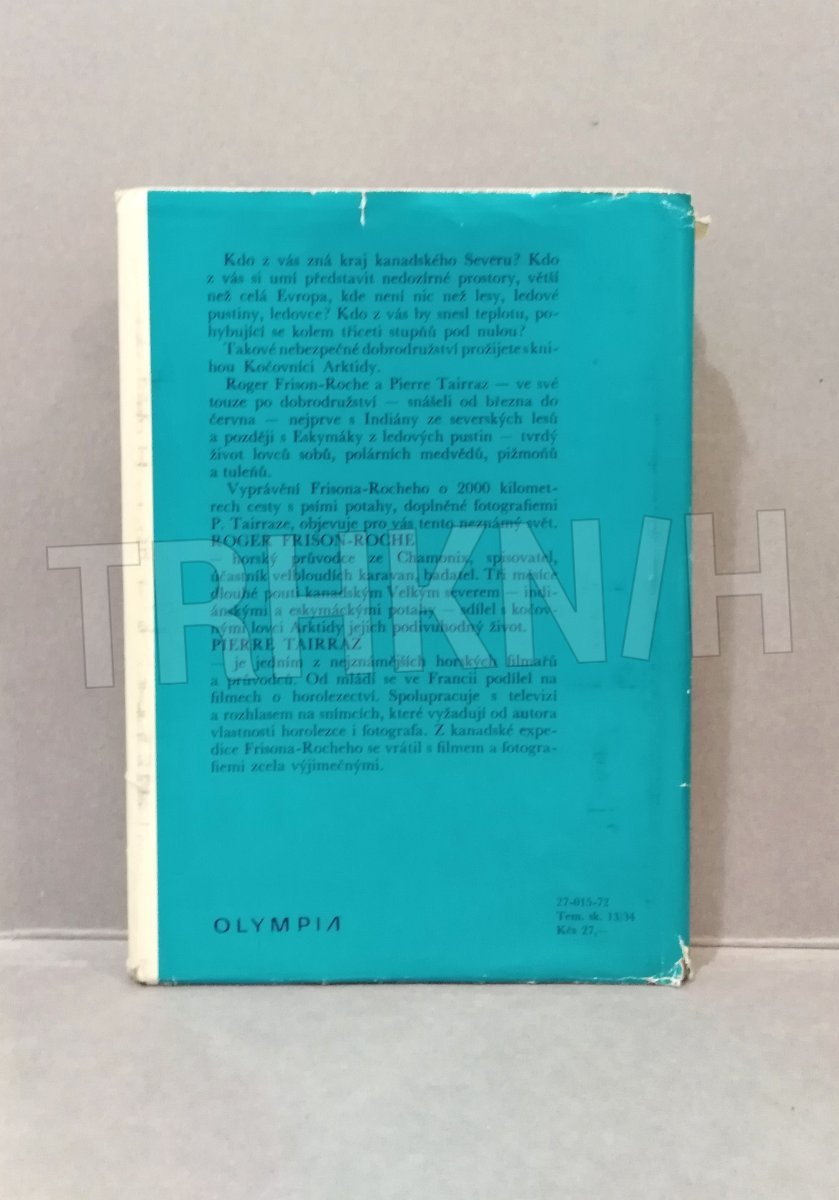 Kdo z vás zná kraj kanadského Severu? Kdo
z vás si umí představit nedozírné prostory, větší
než celá Evropa, kde není nic než lesy, ledové
pustiny, ledovce? Kdo z vás by snesl teplotu, po-
hybující se kolem třiceti stupňů pod nulou?
Takové nebezpečné dobrodružství prožijete s kni-
hou Kočovníci Arktidy.
Roger Frison-Roche a Pierre Tairraz — ve své
touze po dobrodružství — snášeli od března do
června — nejprve s Indiány ze severských lesů
a později s Eskymáky z ledových pustin — tvrdý
život lovců sobů, polárních medvědů, pižmoňů
a tuleňů.
Vyprávění Frisona-Rocheho o 2000 kilomet-
rech cesty s psími potahy, doplněné fotografiemi
P. Tairraze, objevuje pro vás tento neznámý svět.
ROGER FRISON-ROCHE
— horský průvodce ze Chamonix, spisovatel,
účastník velbloudích karavan, badatel. Tři měsíce
dlouhé pouti kanadským Velkým severem — indi-
ánskými a eskymáckými potahy — sdílel s kočov-
nými lovci Arktidy jejich podivuhodný život.
PIERRE TAIRRAZ
je jedním z nejznámějších horských filmařů
a průvodců. Od mládí se ve Francii podílel na
filmech o horolezectví. Spolupracuje s televizí
a rozhlasem na snímcích, které vyžadují od autora
vlastnosti horolezce i fotografa. Z kanadské expe-
dice Frisona-Rocheho se vrátil s filmem a fotogra-
fiemi zcela výjimečnými.
TRHKNIH
OLYMPIA
27-015-72
Tem. sk. 13/34
Kčs 27,—